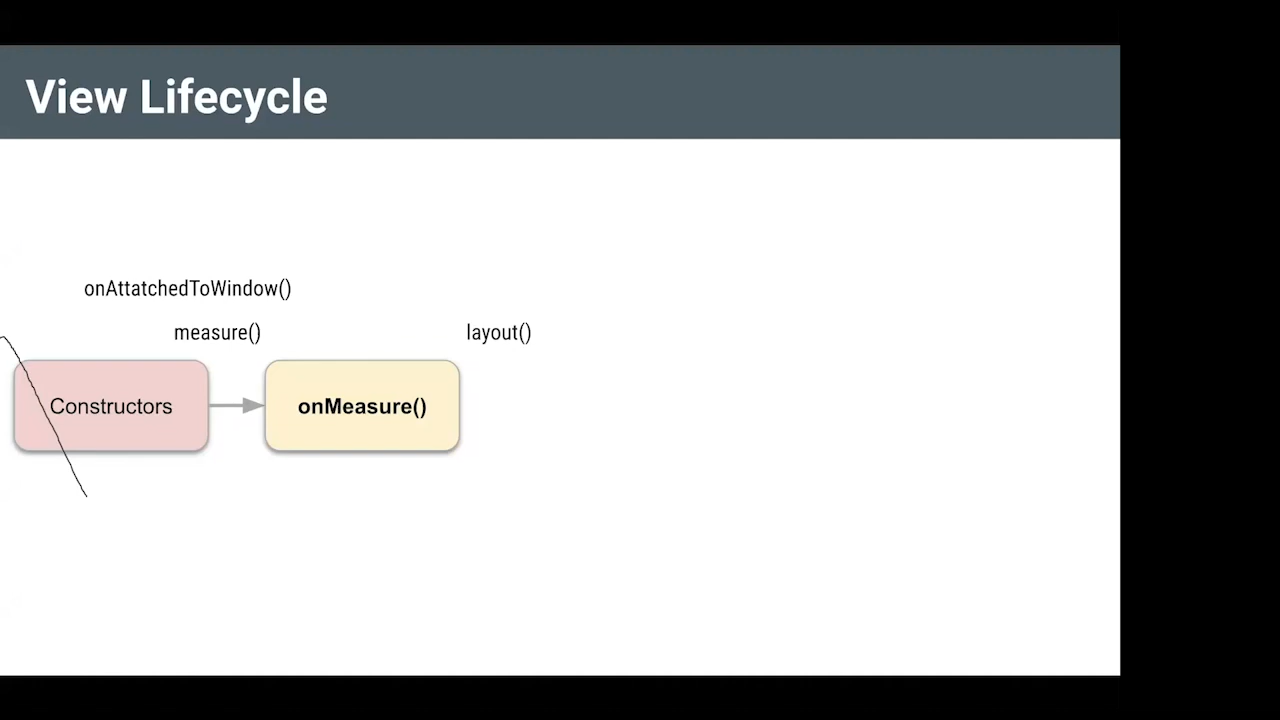 View Lifecycle
onAttatchedToWindow()
measure()
layout()
Constructors
onMeasure()